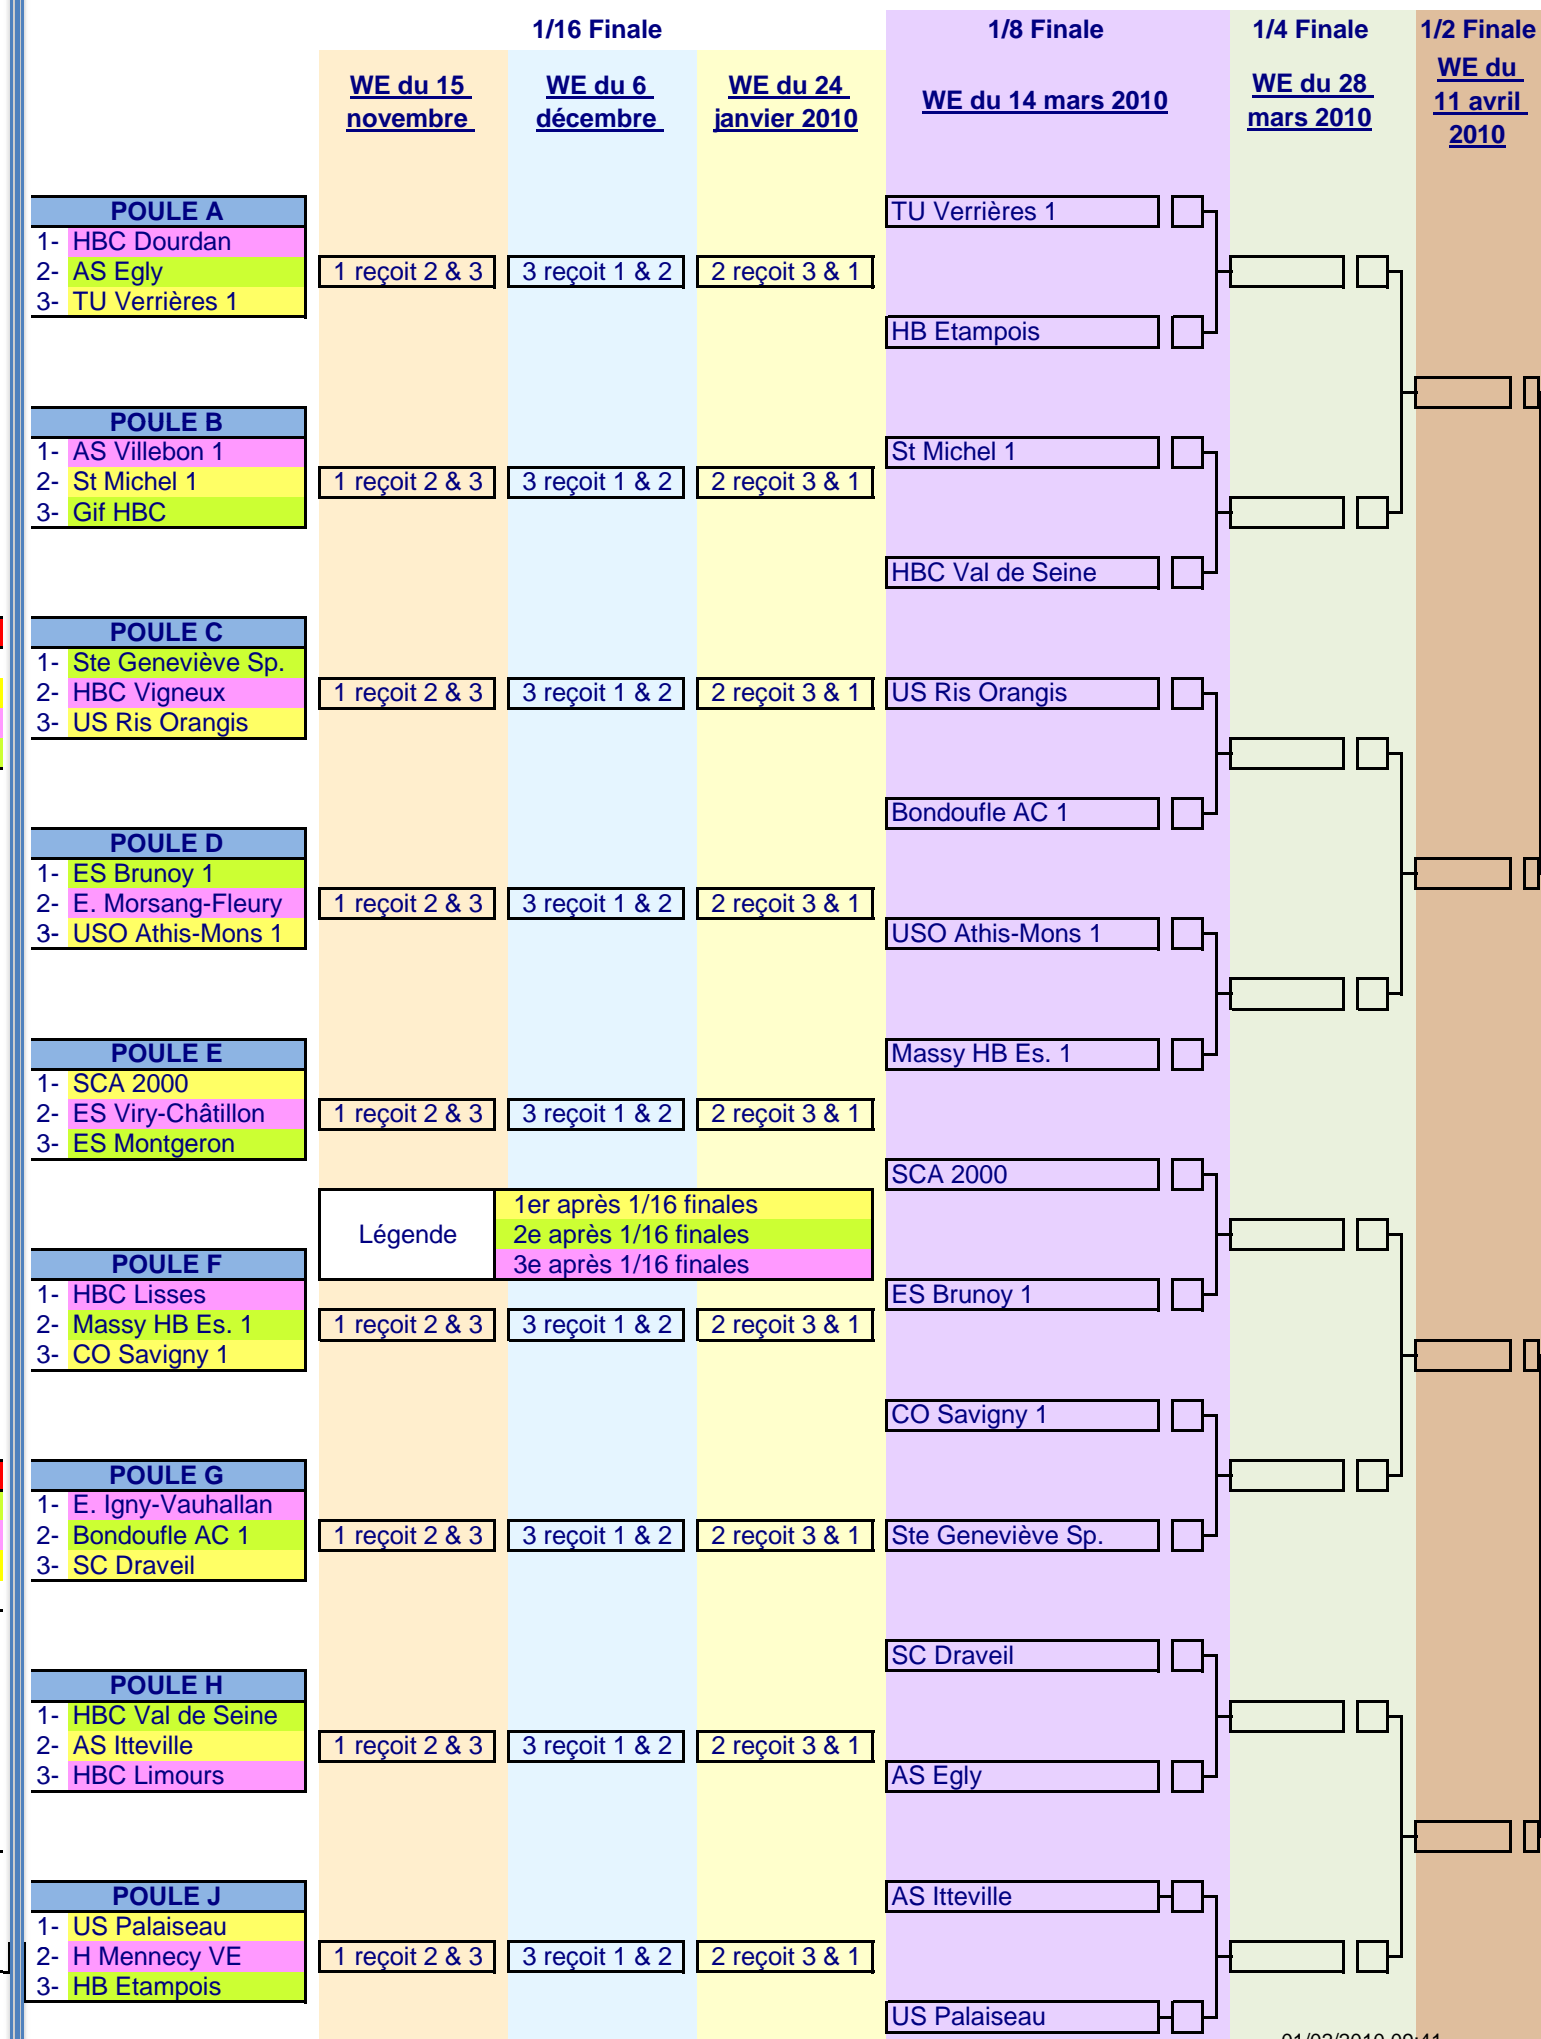 1/16 Finale
1/8 Finale
1/4 Finale
1/2 Finale
WE du 15 novembre
WE du 6 décembre
WE du 24 janvier 2010
WE du 14 mars 2010
WE du 28 mars 2010
WE du 11 avril 2010
POULE A
1- HBC Dourdan
2- AS Egly
3- TU Verrières 1
1 reçoit 2 & 3
3 reçoit 1 & 2
2 reçoit 3 & 1
TU Verrières 1
HB Etampois
POULE B
1- AS Villebon 1
2- St Michel 1
3- Gif HBC
1 reçoit 2 & 3
3 reçoit 1 & 2
2 reçoit 3 & 1
St Michel 1
HBC Val de Seine
POULE C
1- Ste Geneviève Sp.
2- HBC Vigneux
3- US Ris Orangis
1 reçoit 2 & 3
3 reçoit 1 & 2
2 reçoit 3 & 1
US Ris Orangis
Bondoufle AC 1
POULE D
1- ES Brunoy 1
2- E. Morsang-Fleury
3- USO Athis-Mons 1
1 reçoit 2 & 3
3 reçoit 1 & 2
2 reçoit 3 & 1
USO Athis-Mons 1
Massy HB Es. 1
POULE E
1- SCA 2000
2- ES Viry-Châtillon
3- ES Montgeron
1 reçoit 2 & 3
3 reçoit 1 & 2
2 reçoit 3 & 1
SCA 2000
ES Brunoy 1
Légende
1er après 1/16 finales
2e après 1/16 finales
3e après 1/16 finales
POULE F
1- HBC Lisses
2- Massy HB Es. 1
3- CO Savigny 1
1 reçoit 2 & 3
3 reçoit 1 & 2
2 reçoit 3 & 1
CO Savigny 1
Ste Geneviève Sp.
POULE G
1- E. Igny-Vauhallan
2- Bondoufle AC 1
3- SC Draveil
1 reçoit 2 & 3
3 reçoit 1 & 2
2 reçoit 3 & 1
SC Draveil
AS Egly
POULE H
1- HBC Val de Seine
2- AS Itteville
3- HBC Limours
1 reçoit 2 & 3
3 reçoit 1 & 2
2 reçoit 3 & 1
AS Itteville
US Palaiseau
POULE J
1- US Palaiseau
2- H Mennecy VE
3- HB Etampois
1 reçoit 2 & 3
3 reçoit 1 & 2
2 reçoit 3 & 1